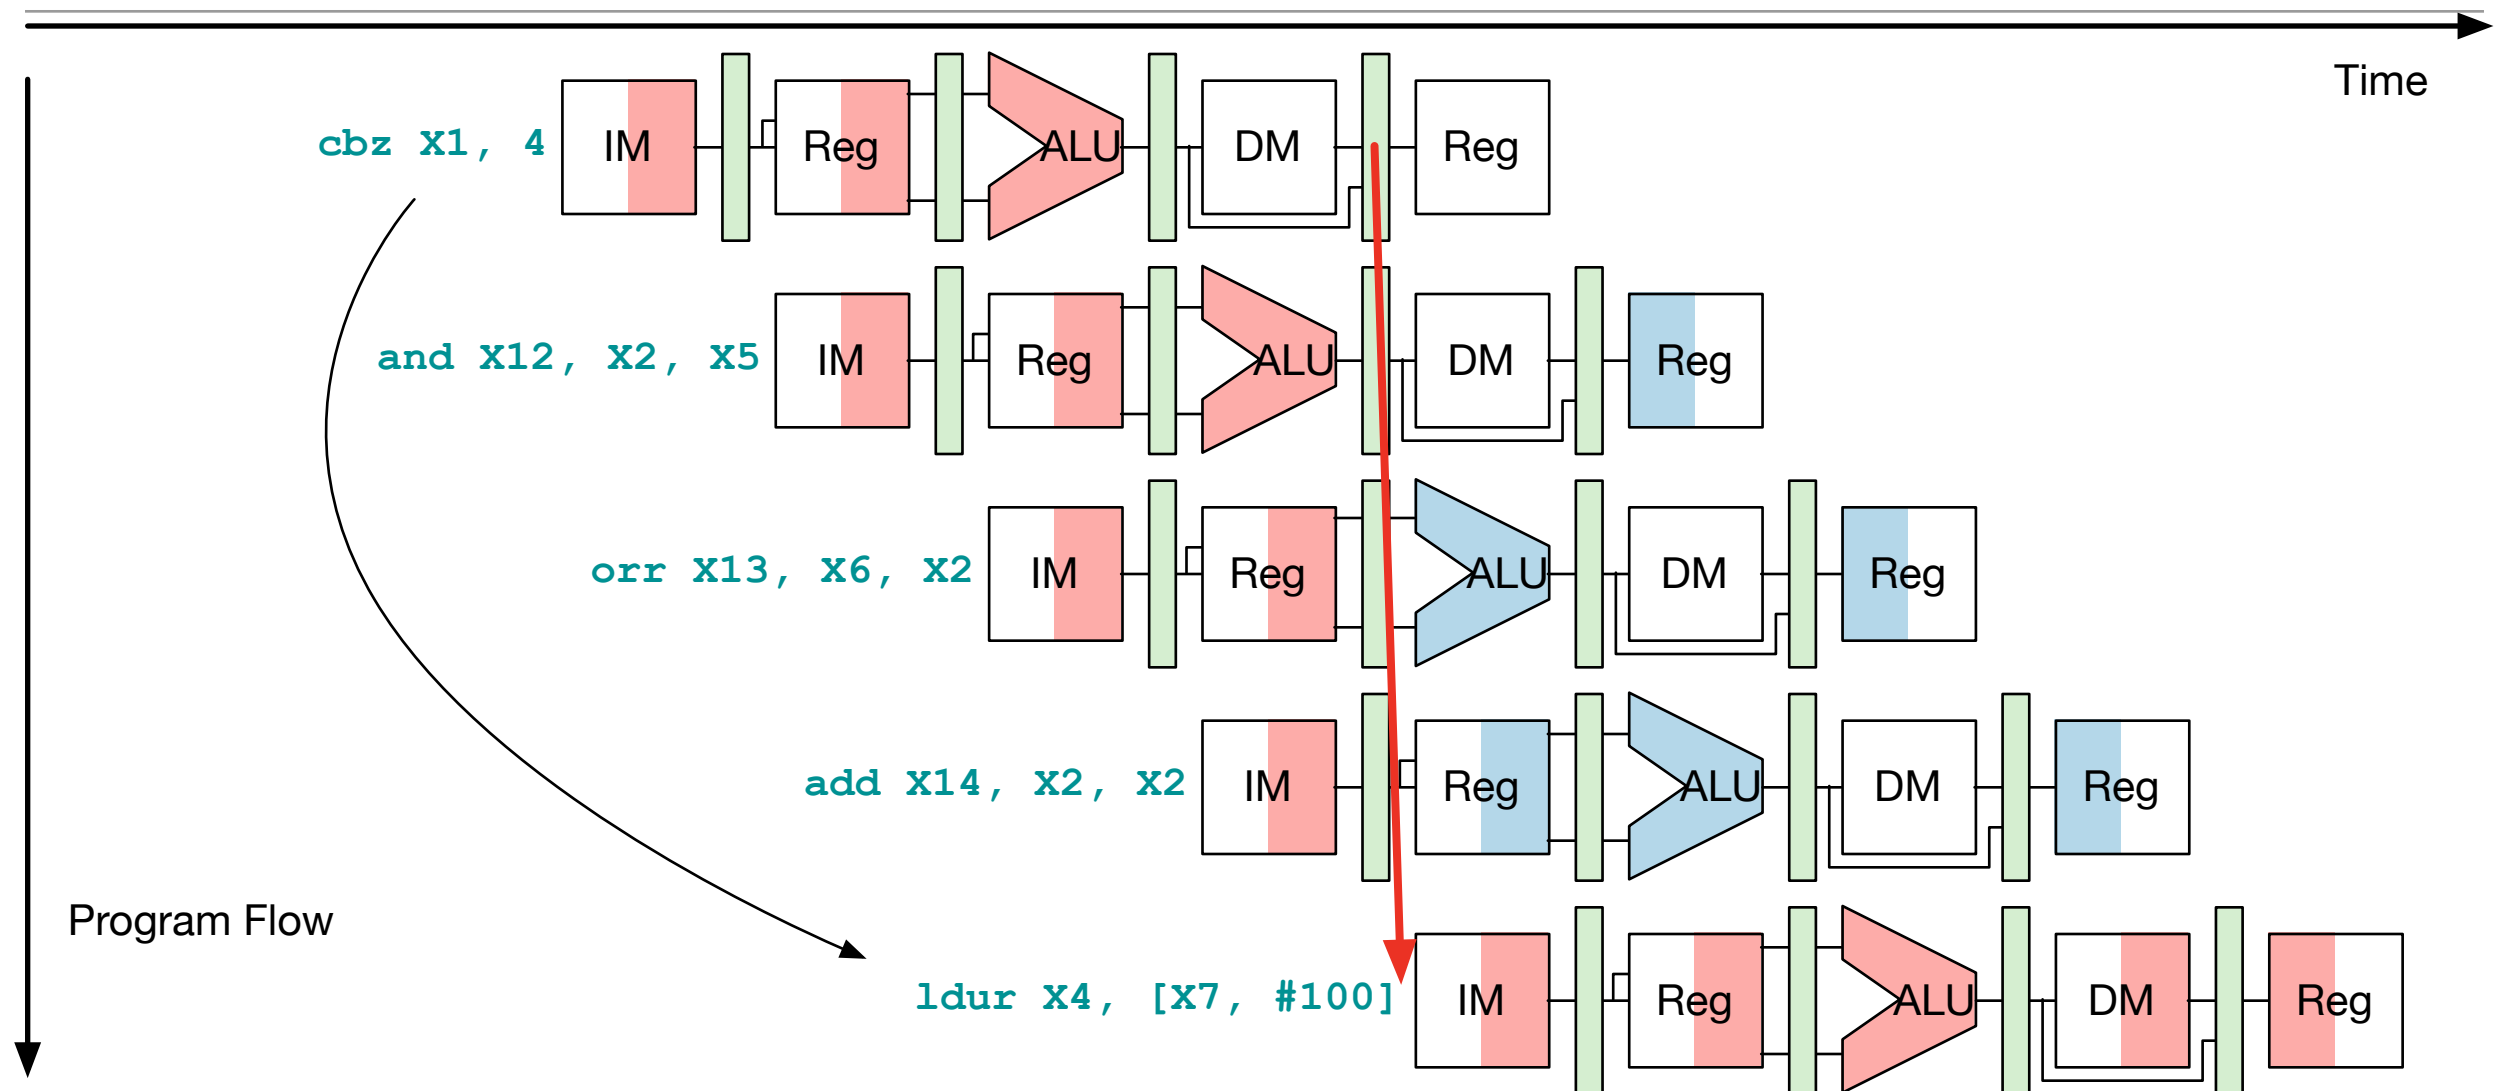 Time
cbz X1, 4 IM Reg ALU DM Reg
and X12, X2, X5 IM Reg ALU DM Reg
orr X13, X6, X2 IM Reg ALU DM Reg
add X14, X2, X2 IM Reg ALU DM Reg
Program Flow
ldur X4, [X7, #100] IM Reg ALU DM Reg